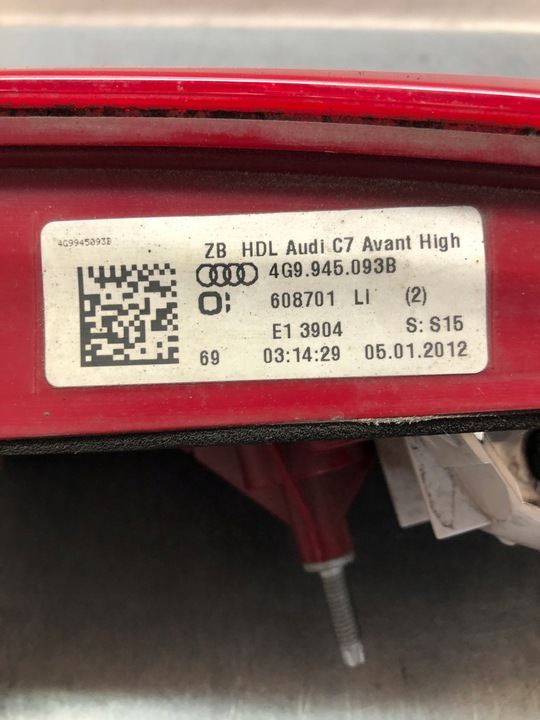 4G9945093B
ZB HDL Audi C7 Avant High
4G9.945.093B
608701 LI (2)
E1 3904 S: S15
69 03:14:29 05.01.2012